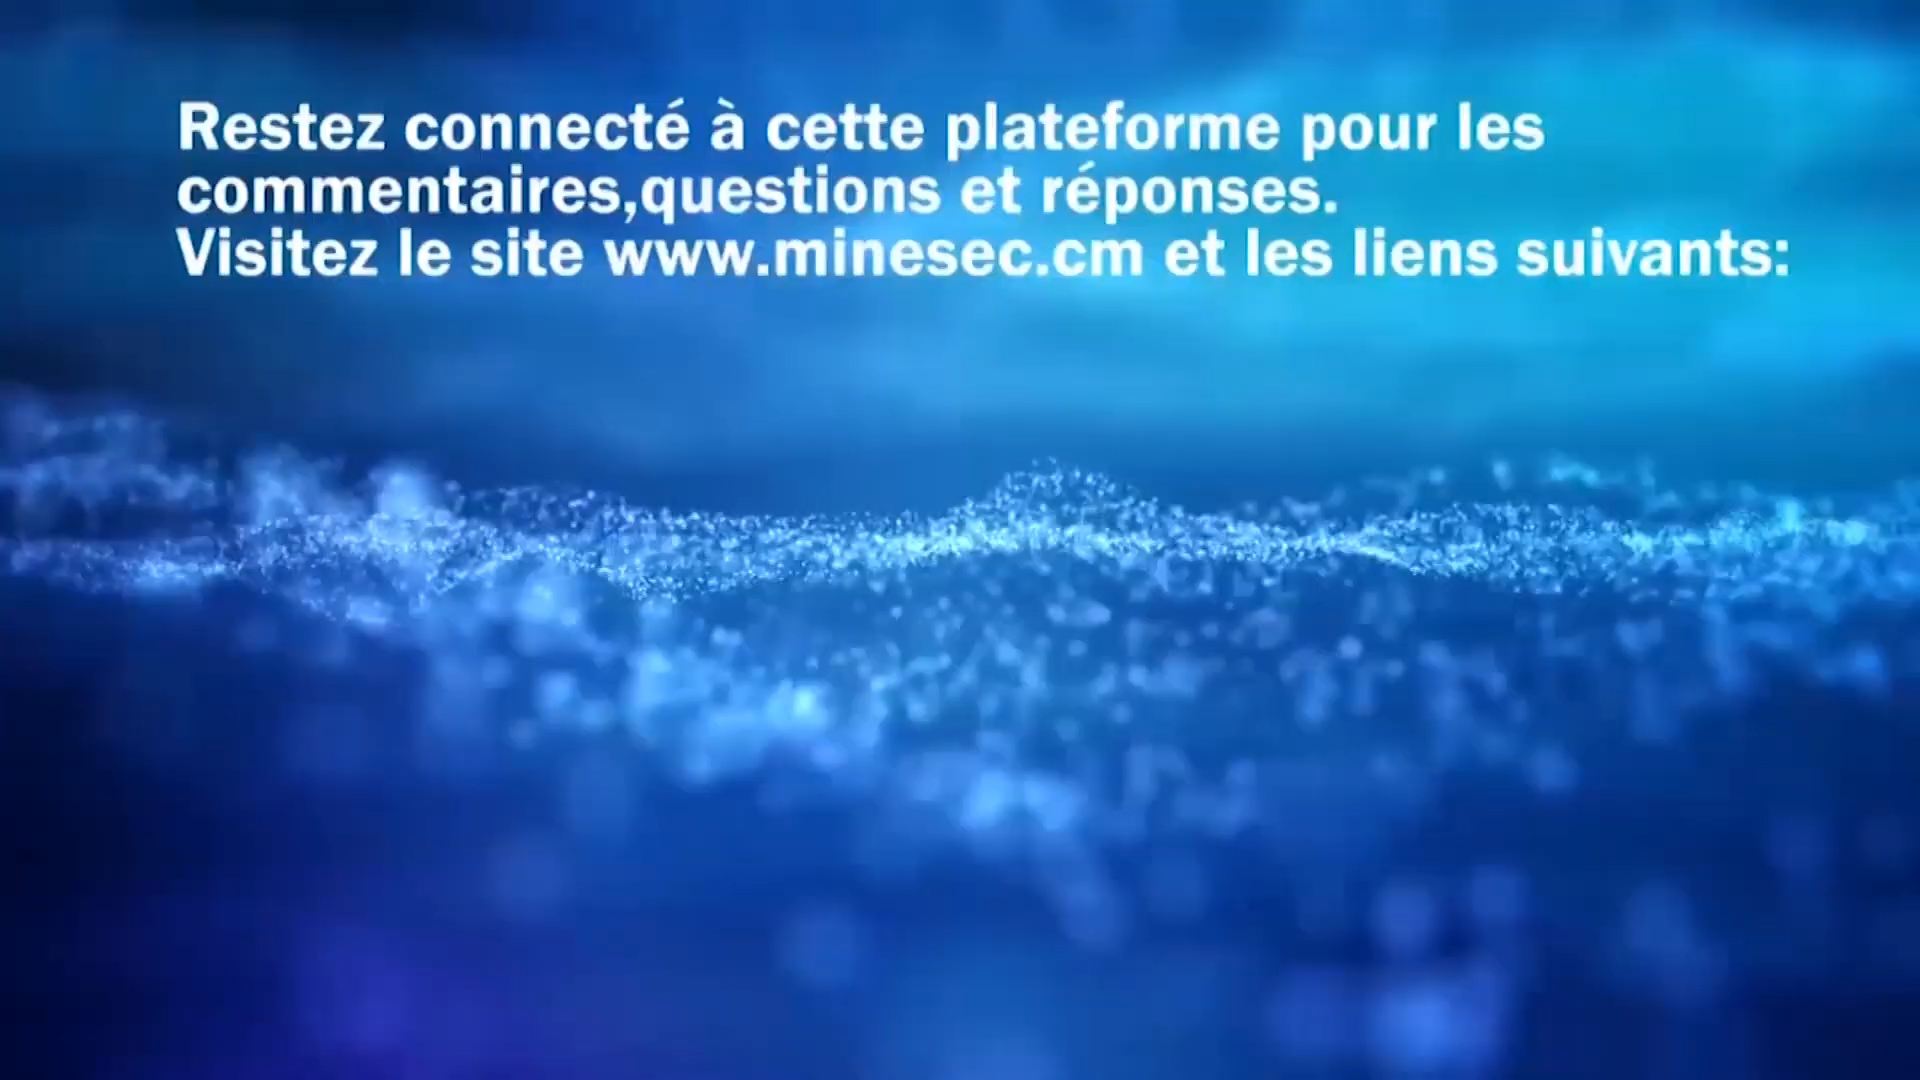 Restez connecté à cette plateforme pour les
commentaires,questions et réponses.
Visitez le site www.minesec.cm et les liens suivants: